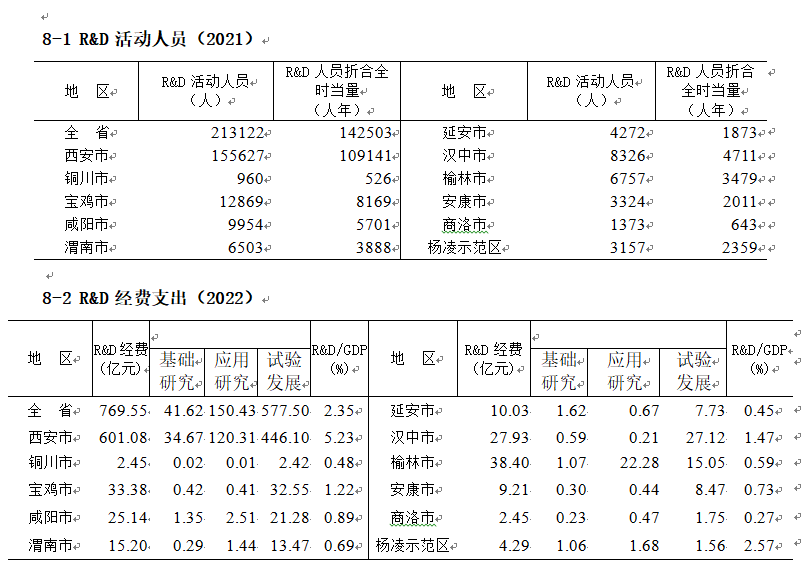 8-1 R&D 活动人员（2021）
地 区 R&D 活动人员（人） R&D 人员折合全时当量（人年） 地 区 R&D 活动人员（人） R&D 人员折合全时当量（人年）
全 省 213122 142503 延安市 4272 1873
西安市 155627 109141 汉中市 8326 4711
铜川市 960 526 榆林市 6757 3479
宝鸡市 12869 8169 安康市 3324 2011
咸阳市 9954 5701 商洛市 1373 643
渭南市 6503 3888 杨凌示范区 3157 2359
8-2 R&D 经费支出（2022）
地 区 R&D 经费（亿元） 基础研究 应用研究 试验发展 R&D/GDP（%） 地 区 R&D 经费（亿元） 基础研究 应用研究 试验发展 R&D/GDP（%）
全 省 769.55 41.62 150.43 577.50 2.35 延安市 10.03 1.62 0.67 7.73 0.45
西安市 601.08 34.67 120.31 446.10 5.23 汉中市 27.93 0.59 0.21 27.12 1.47
铜川市 2.45 0.02 0.01 2.42 0.48 榆林市 38.40 1.07 22.28 15.05 0.59
宝鸡市 33.38 0.42 0.41 32.55 1.22 安康市 9.21 0.30 0.44 8.47 0.73
咸阳市 25.14 1.35 2.51 21.28 0.89 商洛市 2.45 0.23 0.47 1.75 0.27
渭南市 15.20 0.29 1.44 13.47 0.69 杨凌示范区 4.29 1.06 1.68 1.56 2.57